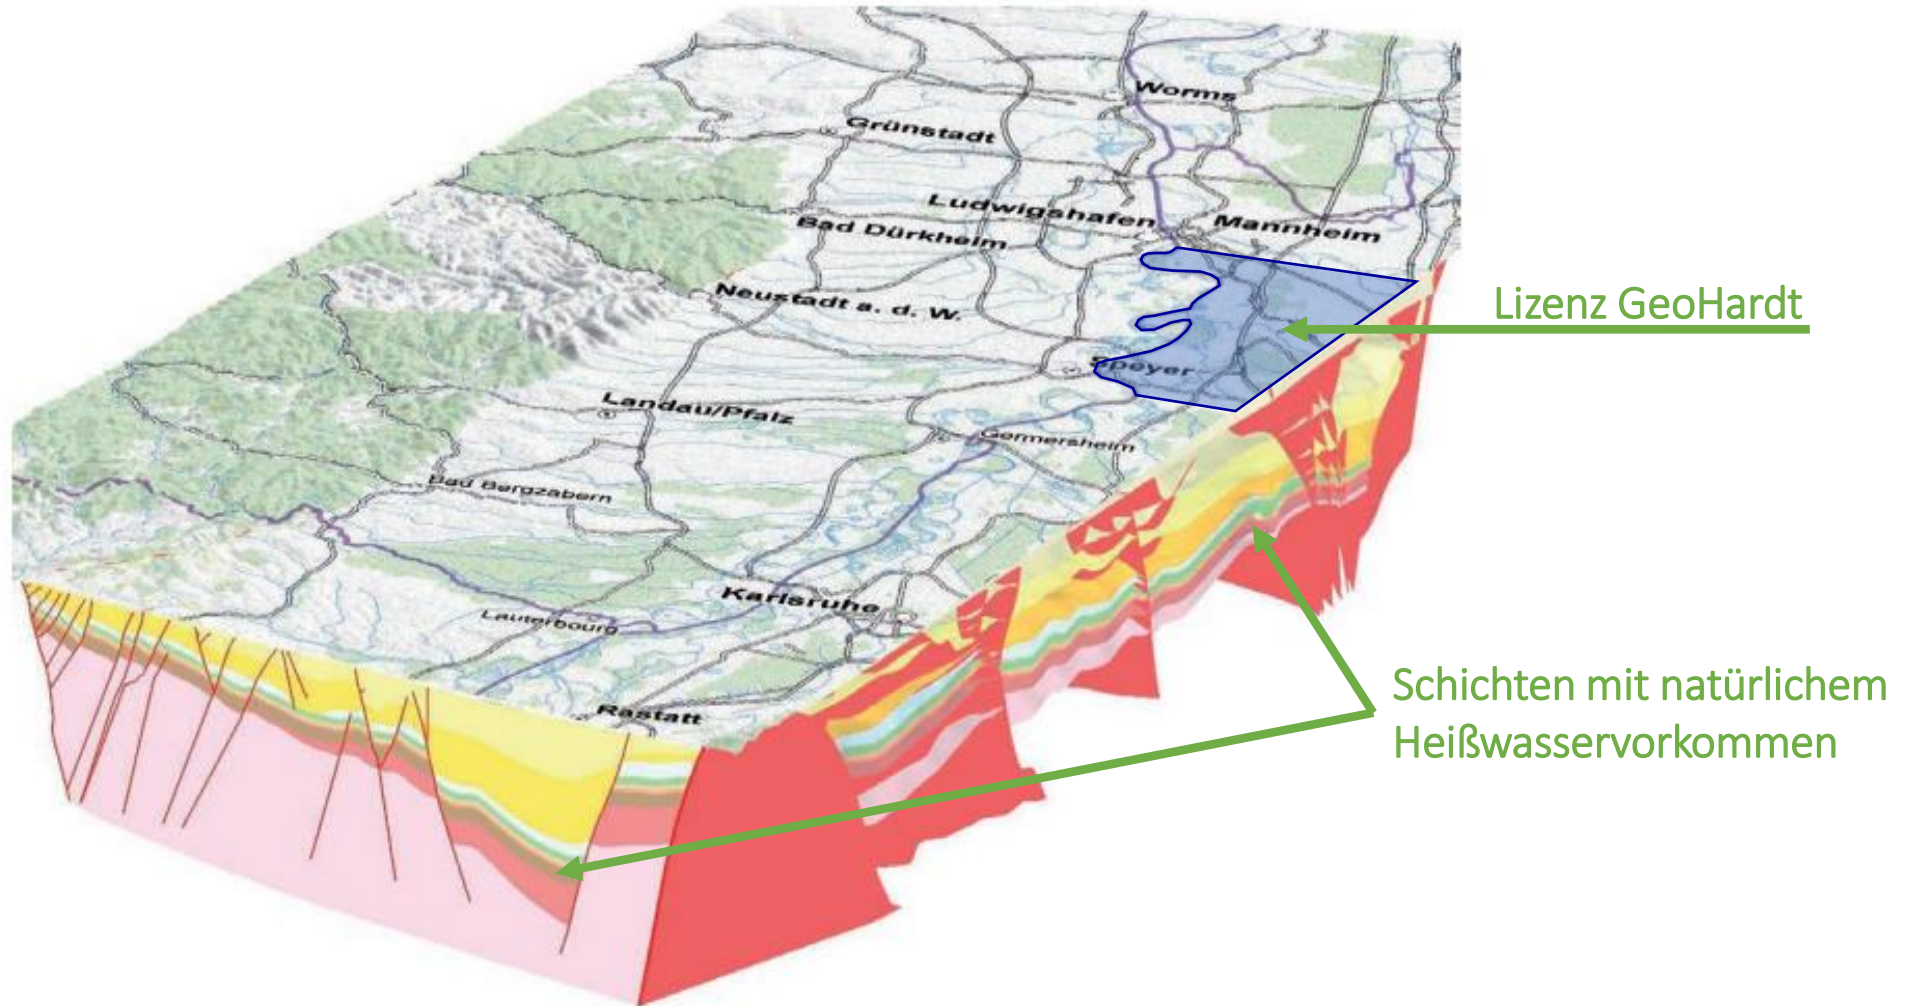 Worms
Grünstadt
Ludwigshafen
Mannheim
Bad Dürkheim
Neustadt a. d. W.
Lizenz GeoHardt
Speyer
Landau/Pfalz
Germersheim
Bad Bergzabern
Karlsruhe
Lauterbourg
Rastatt
Schichten mit natürlichem
Heißwasservorkommen